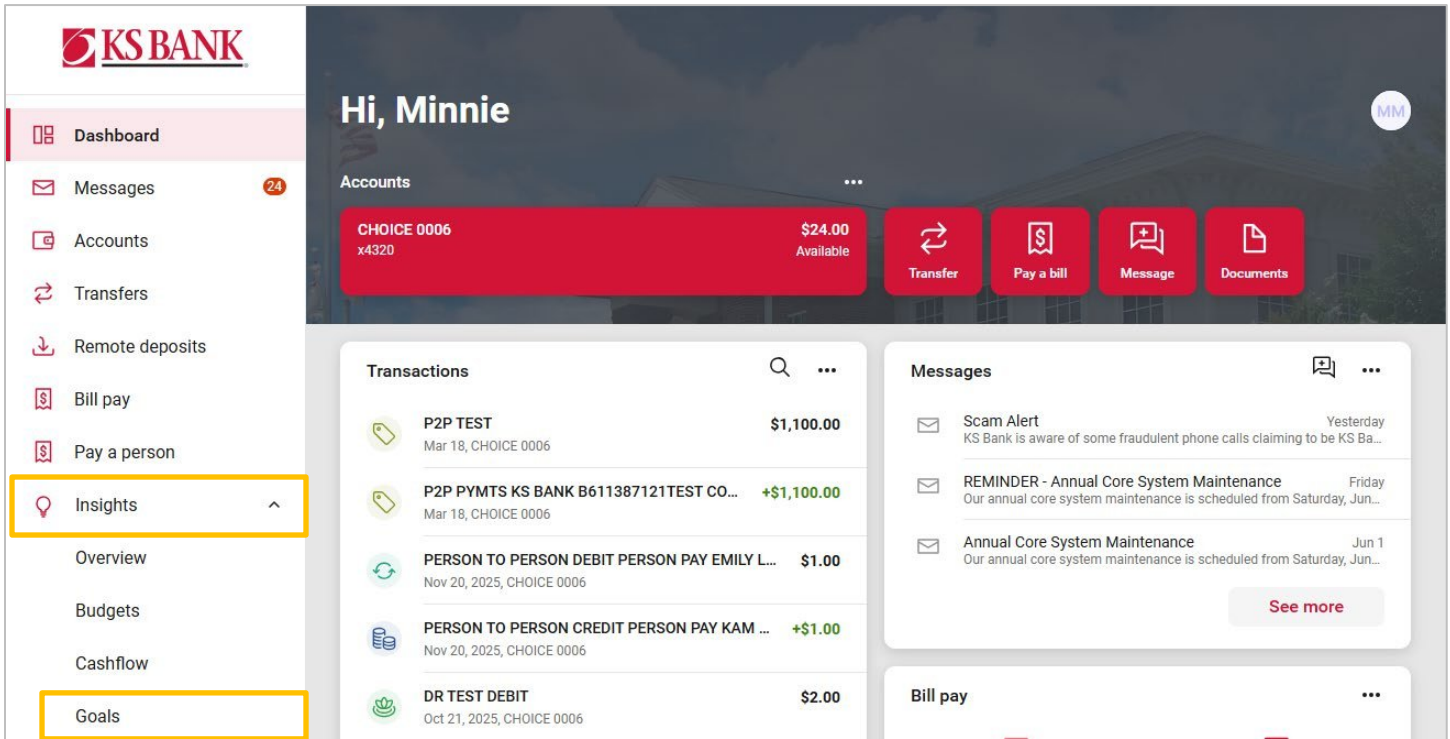 KS BANK
Dashboard
Messages 24
Accounts
Transfers
Remote deposits
Bill pay
Pay a person
Insights
Overview
Budgets
Cashflow
Goals
Hi, Minnie
MM
Accounts
CHOICE 0006 $24.00
x4320 Available
Transfer
Pay a bill
Message
Documents
Transactions
P2P TEST $1,100.00
Mar 18, CHOICE 0006
P2P PYMTS KS BANK B611387121TEST CO... +$1,100.00
Mar 18, CHOICE 0006
PERSON TO PERSON DEBIT PERSON PAY EMILY L... $1.00
Nov 20, 2025, CHOICE 0006
PERSON TO PERSON CREDIT PERSON PAY KAM ... +$1.00
Nov 20, 2025, CHOICE 0006
DR TEST DEBIT $2.00
Oct 21, 2025, CHOICE 0006
Messages
Scam Alert Yesterday
KS Bank is aware of some fraudulent phone calls claiming to be KS Ba...
REMINDER - Annual Core System Maintenance Friday
Our annual core system maintenance is scheduled from Saturday, Jun...
Annual Core System Maintenance Jun 1
Our annual core system maintenance is scheduled from Saturday, Jun...
See more
Bill pay